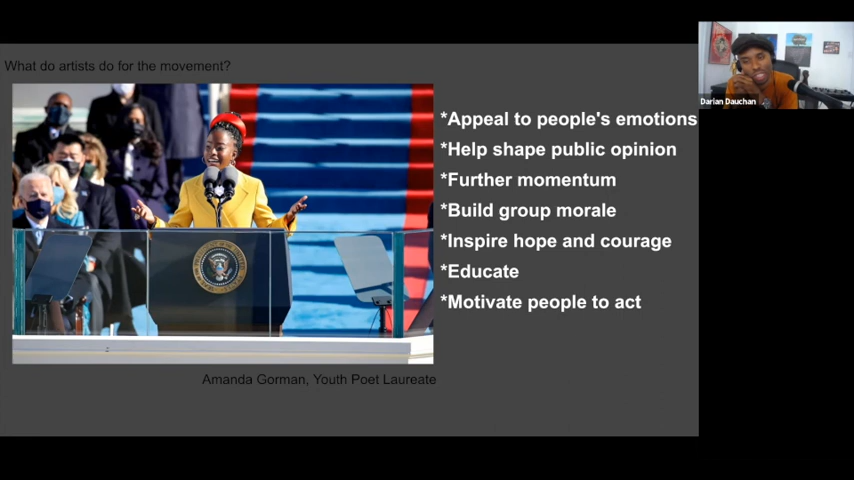 What do artists do for the movement?
*Appeal to people's emotions
*Help shape public opinion
*Further momentum
*Build group morale
*Inspire hope and courage
*Educate
*Motivate people to act
Amanda Gorman, Youth Poet Laureate
Darian Dauchan